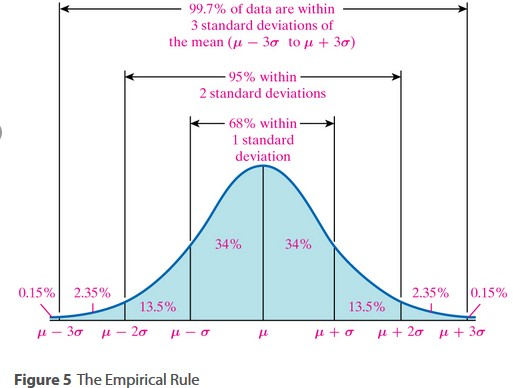 99.7% of data are within
3 standard deviations of
the mean (μ − 3σ to μ + 3σ)
95% within
2 standard deviations
68% within
1 standard
deviation
34% 34%
0.15% 2.35% 13.5% 13.5% 2.35% 0.15%
μ − 3σ μ − 2σ μ − σ μ μ + σ μ + 2σ μ + 3σ
Figure 5 The Empirical Rule